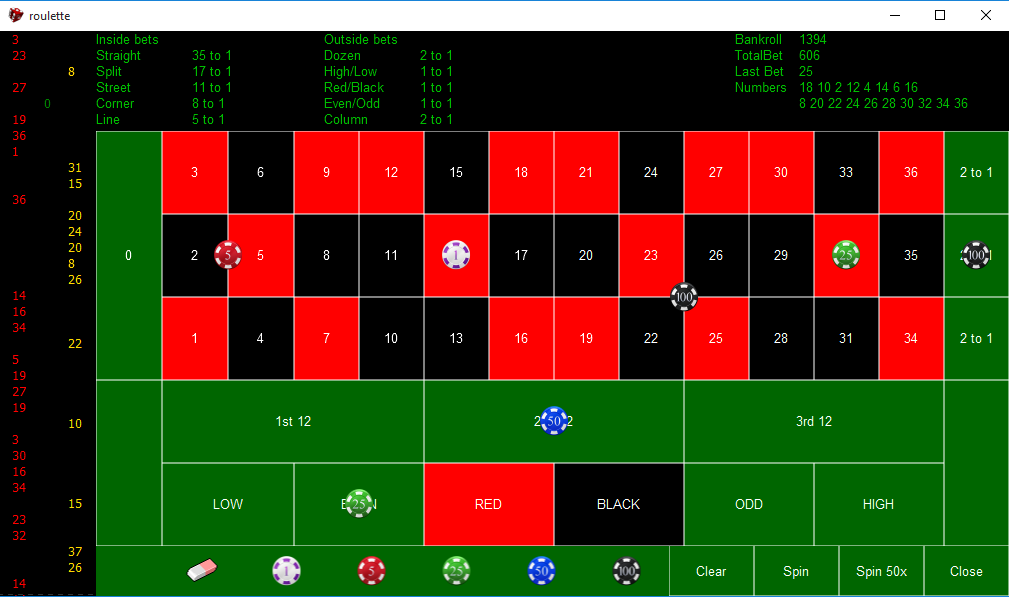 roulette
3
23
8
27
0
19
36
1
31
15
36
20
24
20
8
26
14
16
34
22
5
19
27
19
10
3
30
16
34
15
23
32
37
26
14
Inside bets
Straight 35 to 1
Split 17 to 1
Street 11 to 1
Corner 8 to 1
Line 5 to 1
Outside bets
Dozen 2 to 1
High/Low 1 to 1
Red/Black 1 to 1
Even/Odd 1 to 1
Column 2 to 1
Bankroll 1394
TotalBet 606
Last Bet 25
Numbers 18 10 2 12 4 14 6 16
8 20 22 24 26 28 30 32 34 36
3 6 9 12 15 18 21 24 27 30 33 36 2 to 1
0 2 5 5 8 11 1 17 20 23 26 29 25 35 100
100
1 4 7 10 13 16 19 22 25 28 31 34 2 to 1
1st 12 50 3rd 12
LOW 25 RED BLACK ODD HIGH
1 5 25 50 100 Clear Spin Spin 50x Close